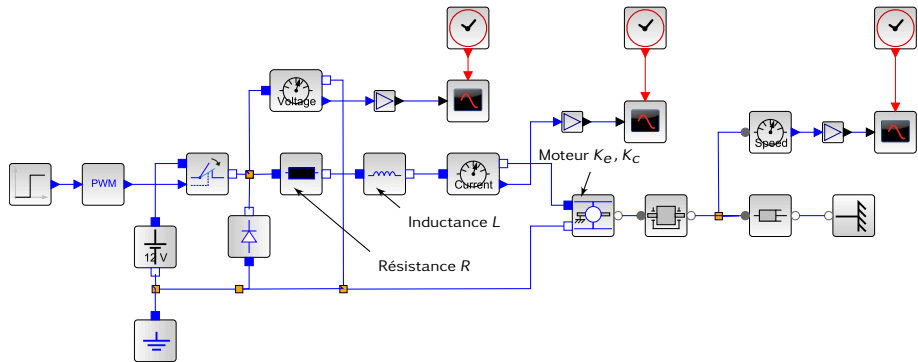 Voltage
Moteur Kₑ, K꜀
Speed
PWM
Current
Inductance L
12 V
Résistance R